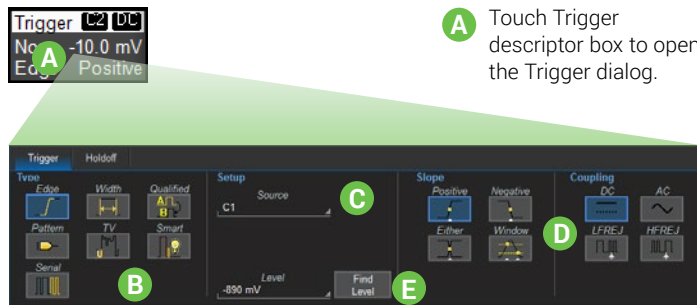 Trigger C2 DC
-10.0 mV
A
Positive
A Touch Trigger
descriptor box to open
the Trigger dialog.
Trigger Holdoff
Type Setup Slope Coupling
Edge Width Qualified Source Positive Negative DC AC
A B
C1 C
Pattern TV Smart Either Window D LFREJ HFREJ
Serial B Level Find E
-890 mV Level